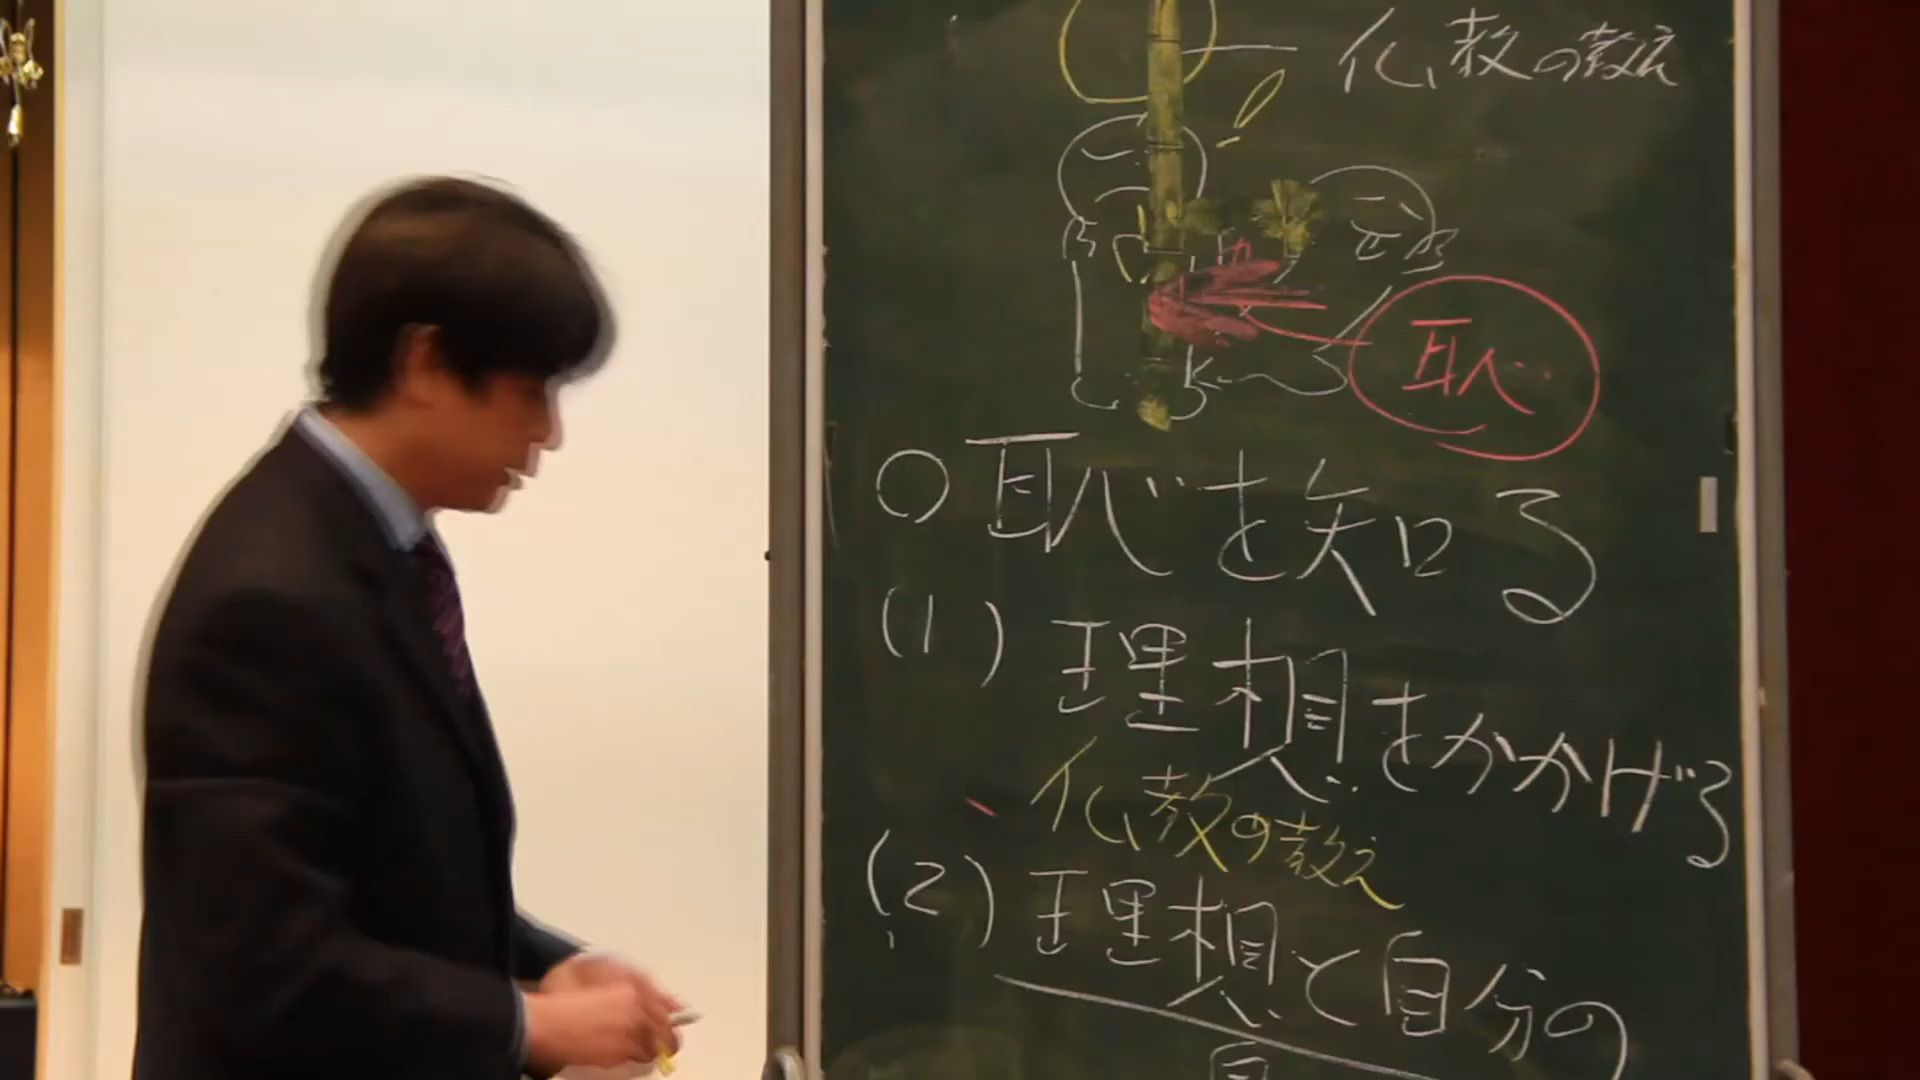 仏教の教え
恥
〇恥を知る
(1) 理想をかかげる
仏教の教え
(2) 理想と自分の